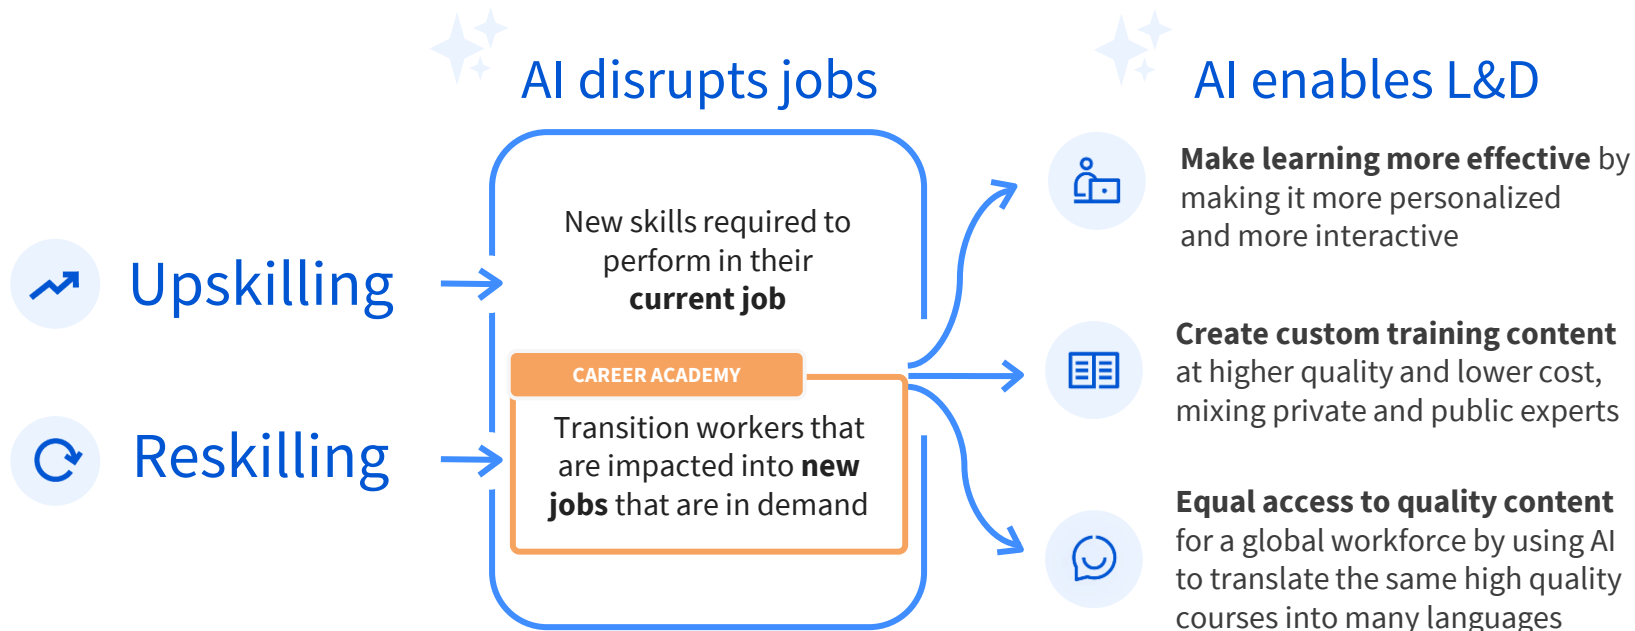 AI disrupts jobs
AI enables L&D
Upskilling
Reskilling
New skills required to
perform in their
current job
CAREER ACADEMY
Transition workers that
are impacted into new
jobs that are in demand
Make learning more effective by
making it more personalized
and more interactive
Create custom training content
at higher quality and lower cost,
mixing private and public experts
Equal access to quality content
for a global workforce by using AI
to translate the same high quality
courses into many languages